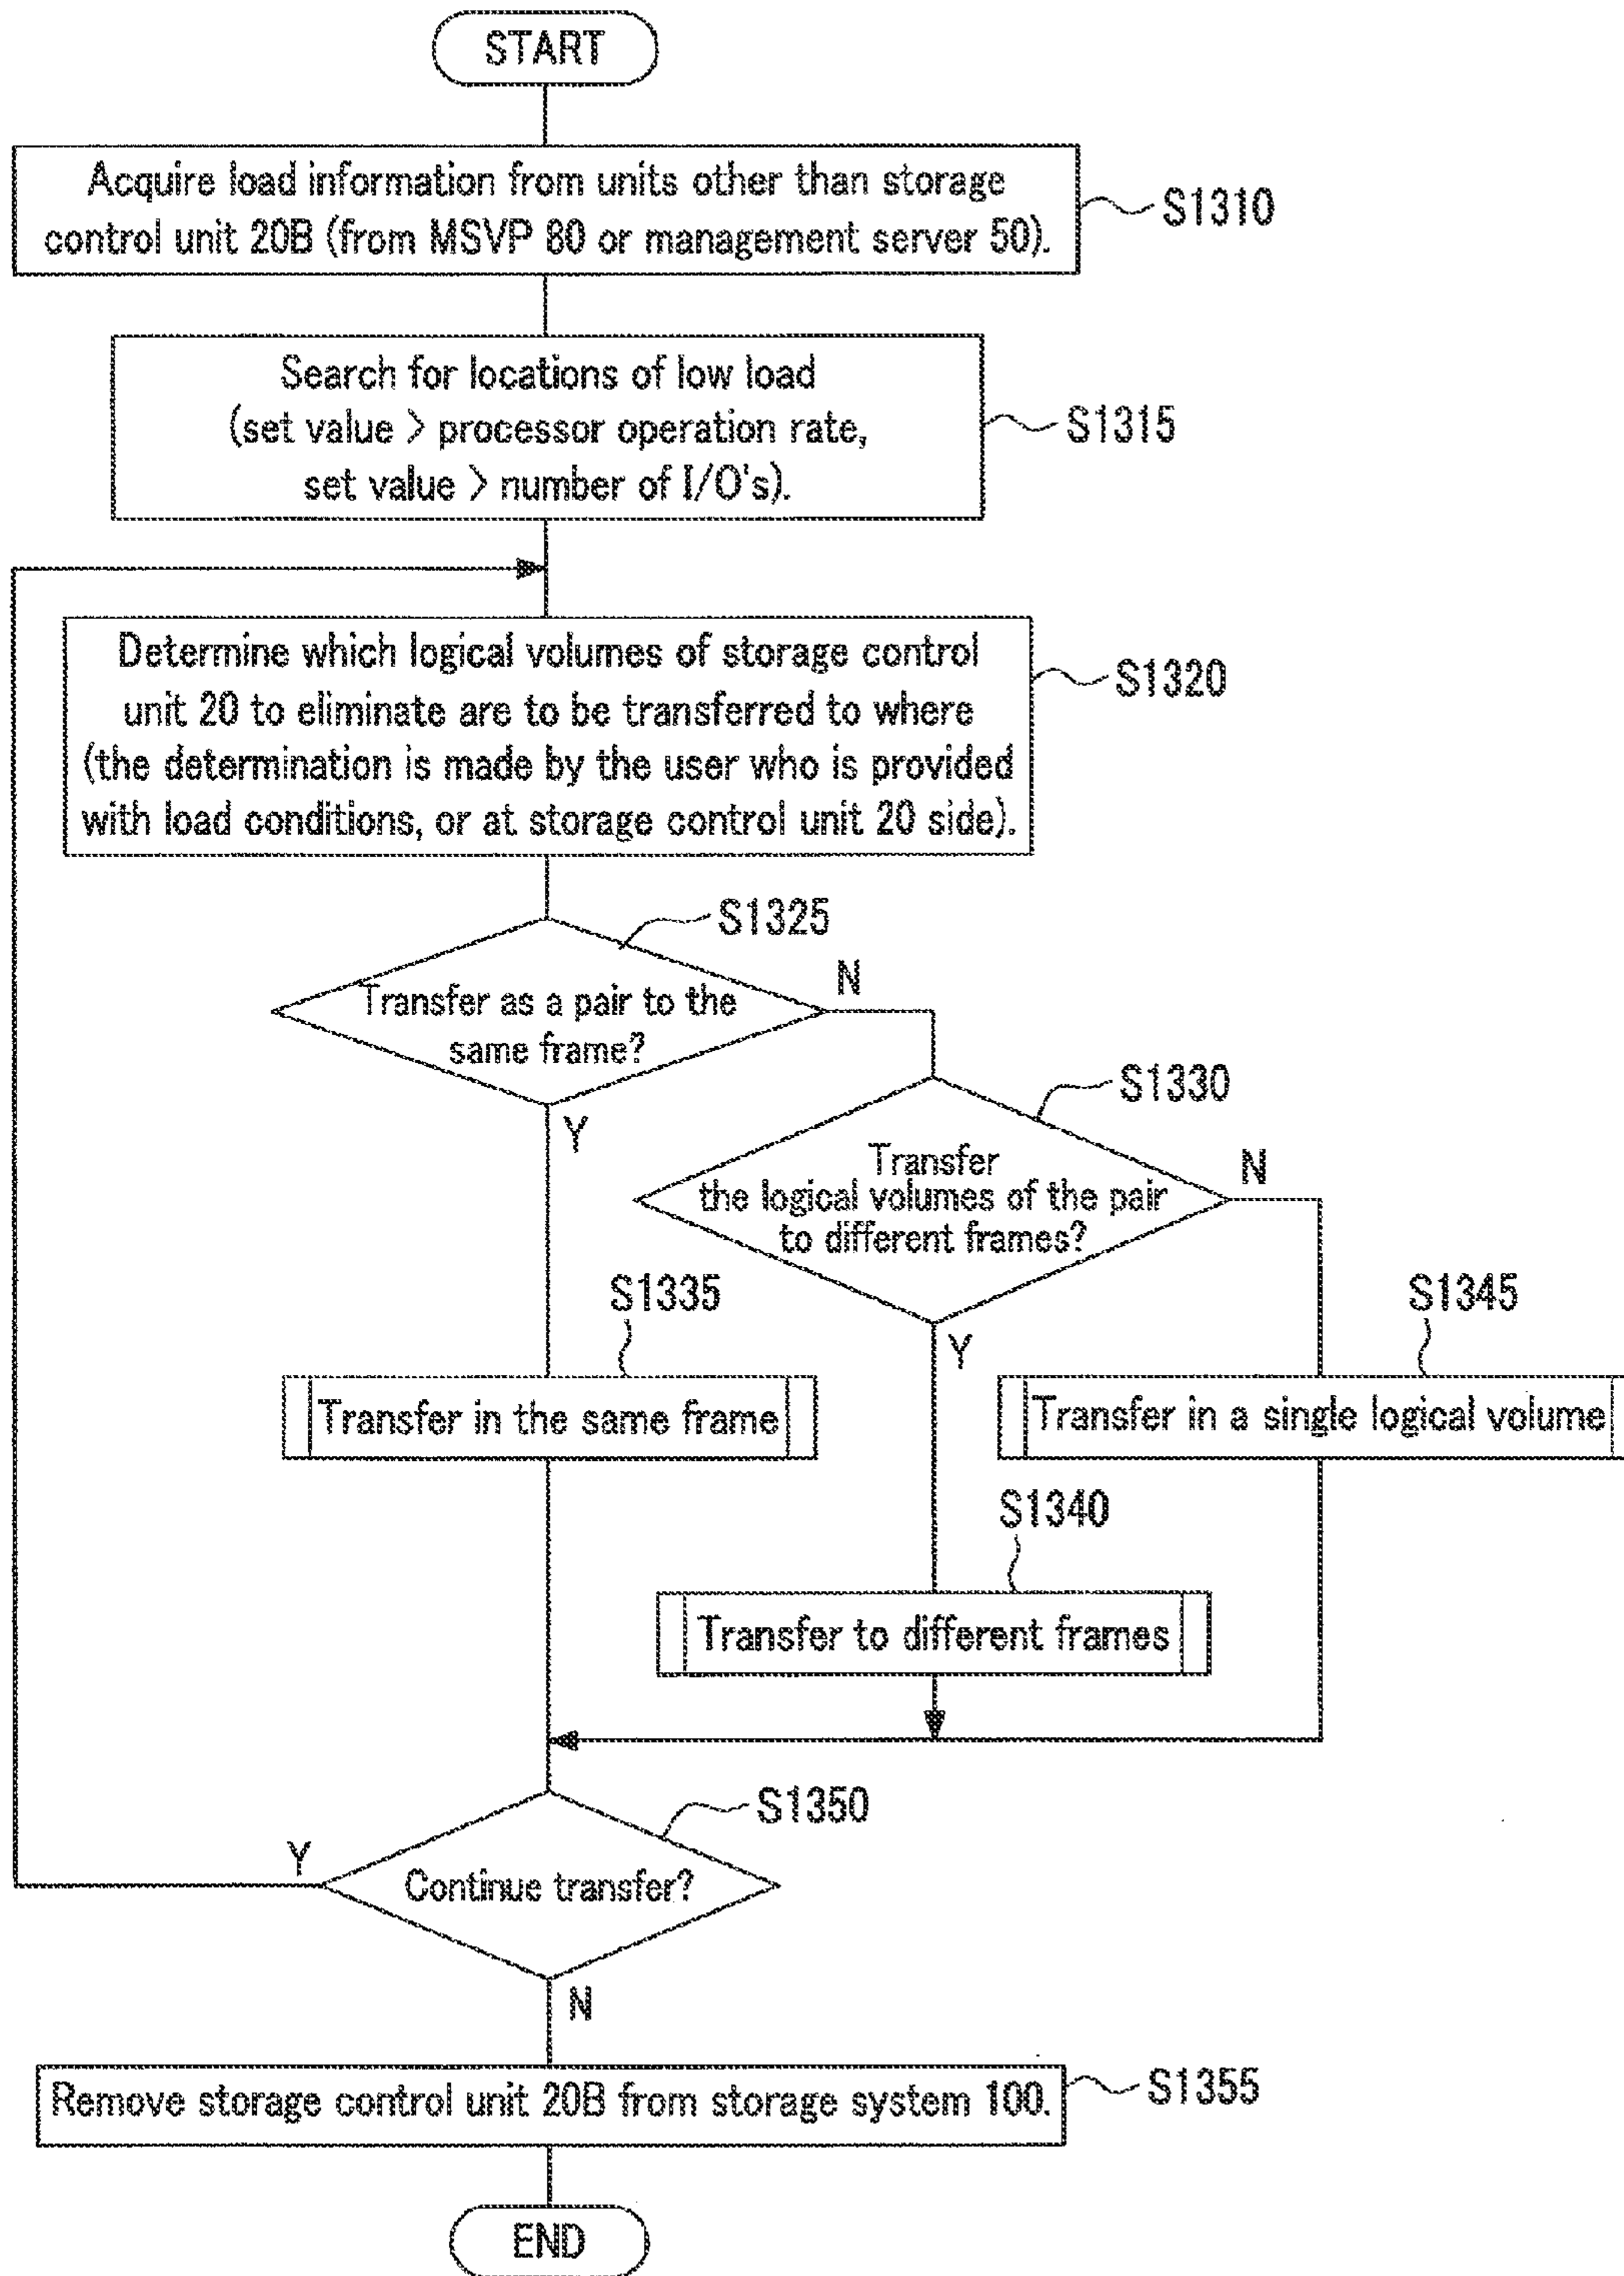 START
Acquire load information from units other than storage
control unit 20B (from MSVP 80 or management server 50).
S1310
Search for locations of low load
(set value > processor operation rate,
set value > number of I/O's).
S1315
Determine which logical volumes of storage control
unit 20 to eliminate are to be transferred to where
(the determination is made by the user who is provided
with load conditions, or at storage control unit 20 side).
S1320
S1325
Transfer as a pair to the
same frame?
N
Y
S1330
Transfer
the logical volumes of the pair
to different frames?
N
Y
S1335
Transfer in the same frame
S1345
Transfer in a single logical volume
S1340
Transfer to different frames
S1350
Continue transfer?
Y
N
Remove storage control unit 20B from storage system 100.
S1355
END